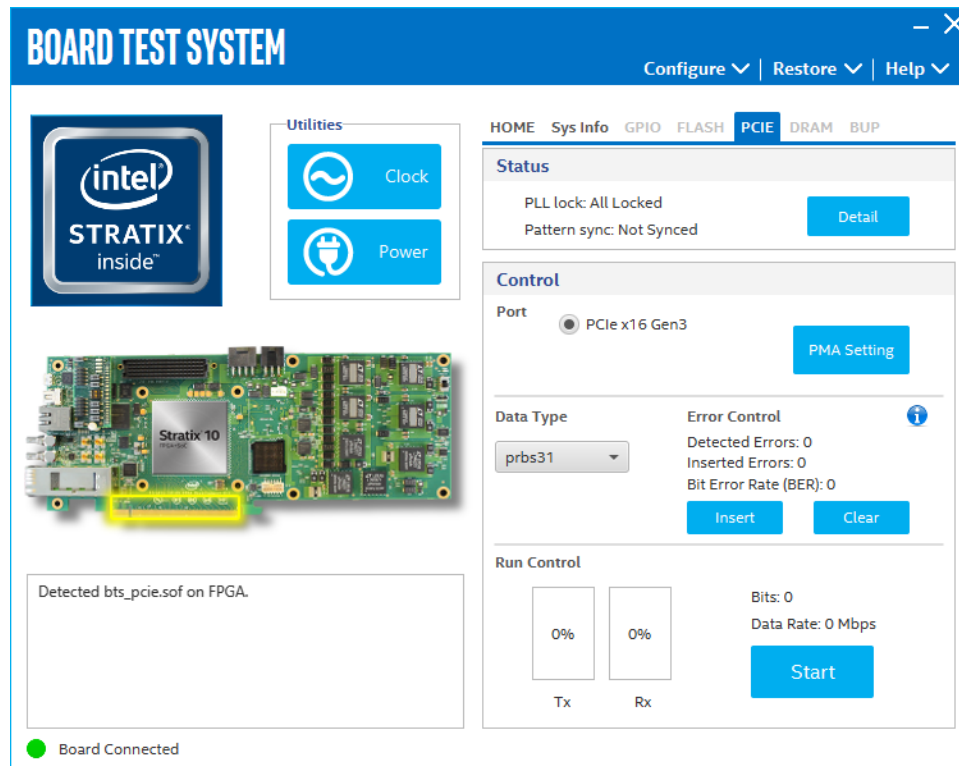 BOARD TEST SYSTEM
Configure | Restore | Help
intel
STRATIX
inside™
Utilities
Clock
Power
HOME Sys Info GPIO FLASH PCIE DRAM BUP
Status
PLL lock: All Locked
Pattern sync: Not Synced
Detail
Control
Port
PCIe x16 Gen3
PMA Setting
Stratix 10
Data Type
prbs31
Error Control
Detected Errors: 0
Inserted Errors: 0
Bit Error Rate (BER): 0
Insert
Clear
Run Control
0%
0%
Tx
Rx
Bits: 0
Data Rate: 0 Mbps
Start
Detected bts_pcie.sof on FPGA.
Board Connected